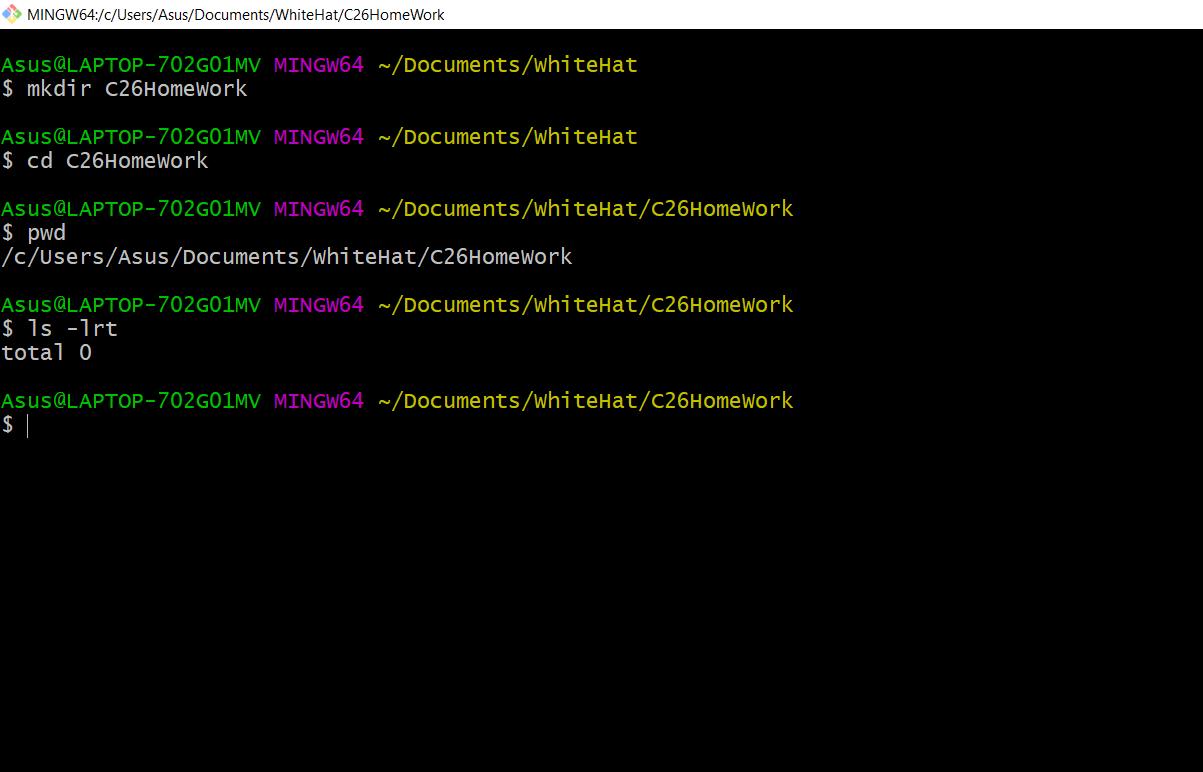 MINGW64:/c/Users/Asus/Documents/WhiteHat/C26HomeWork
Asus@LAPTOP-702G01MV MINGW64 ~/Documents/WhiteHat
$ mkdir C26HomeWork
Asus@LAPTOP-702G01MV MINGW64 ~/Documents/WhiteHat
$ cd C26HomeWork
Asus@LAPTOP-702G01MV MINGW64 ~/Documents/WhiteHat/C26HomeWork
$ pwd
/c/Users/Asus/Documents/WhiteHat/C26HomeWork
Asus@LAPTOP-702G01MV MINGW64 ~/Documents/WhiteHat/C26HomeWork
$ ls -lrt
total 0
Asus@LAPTOP-702G01MV MINGW64 ~/Documents/WhiteHat/C26HomeWork
$